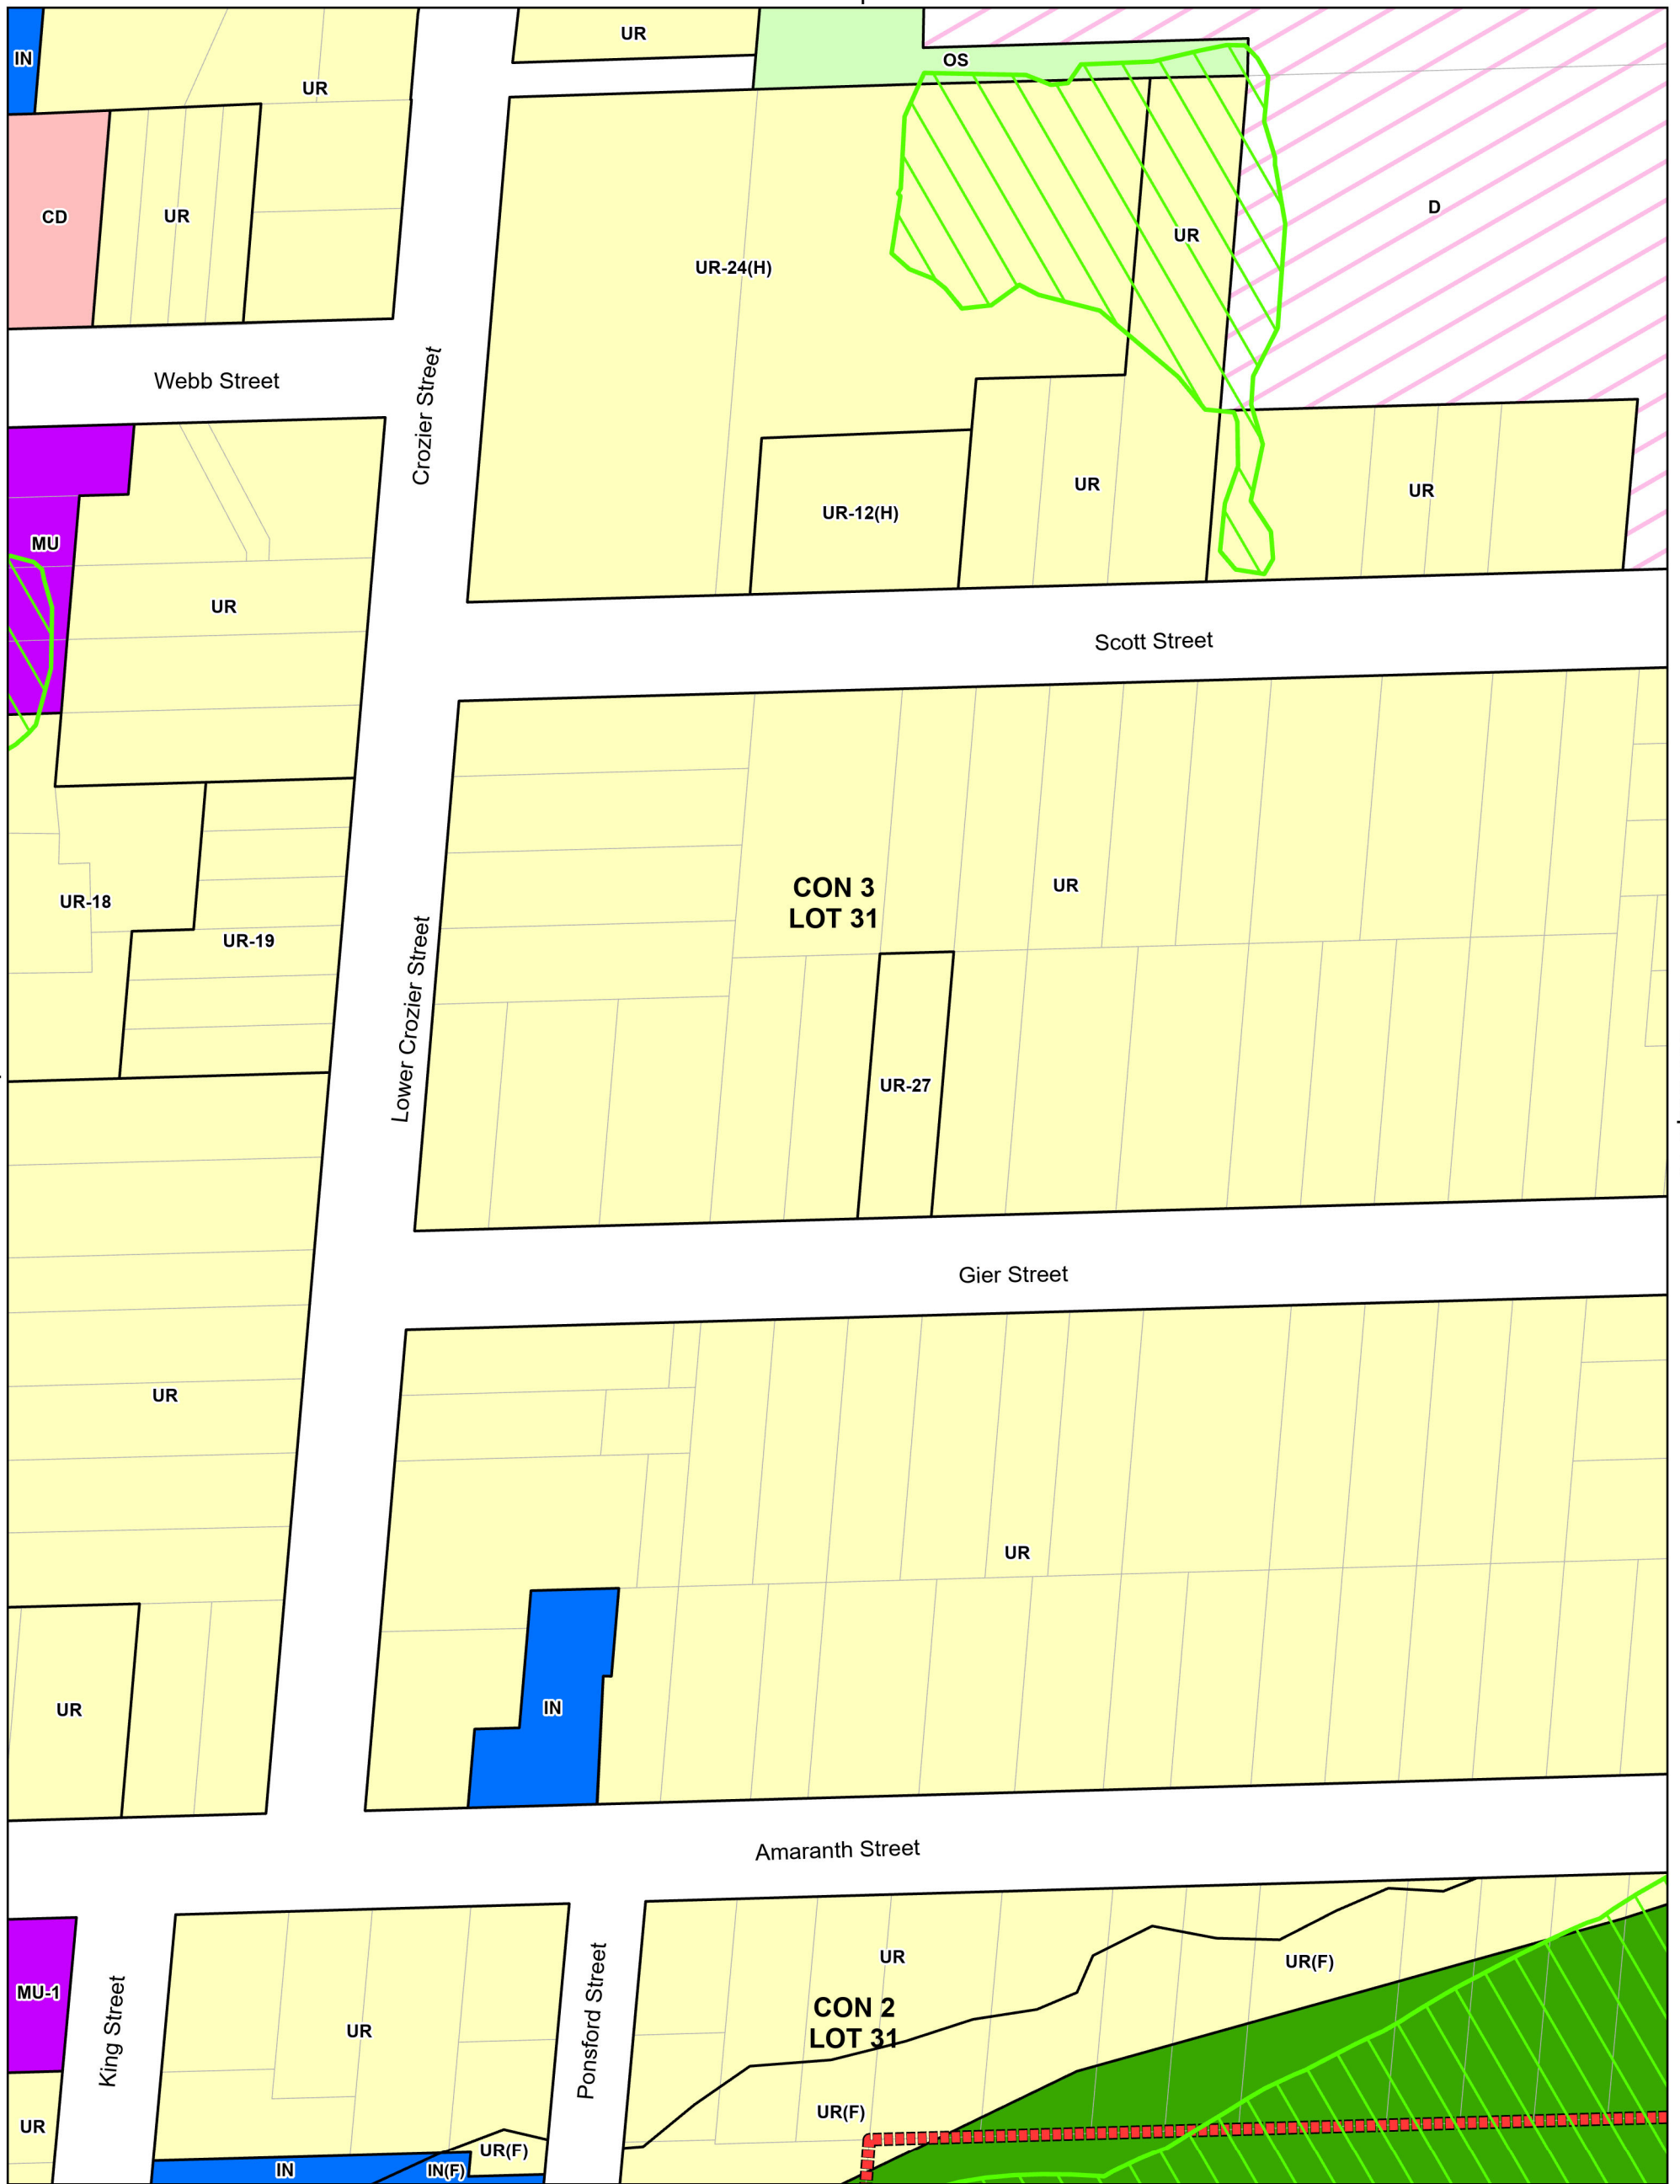 UR
IN
OS
UR
D
CD
UR
UR
UR-24(H)
Webb Street
Crozier Street
UR
UR
UR-12(H)
MU
UR
Scott Street
CON 3
LOT 31
UR
UR-18
UR-19
Lower Crozier Street
UR-27
Gier Street
UR
UR
IN
UR
Amaranth Street
UR
UR(F)
MU-1
CON 2
LOT 31
UR
King Street
Ponsford Street
UR(F)
UR
UR(F)
IN
IN(F)